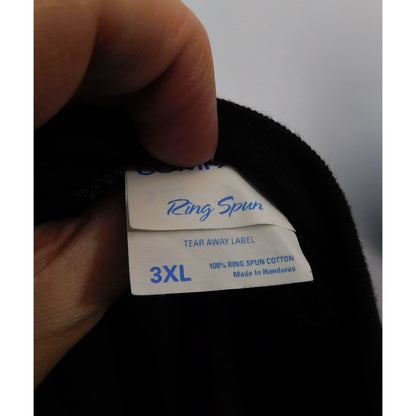 Ring Spun
TEAR AWAY LABEL
3XL
100% RING SPUN COTTON
Made in Honduras